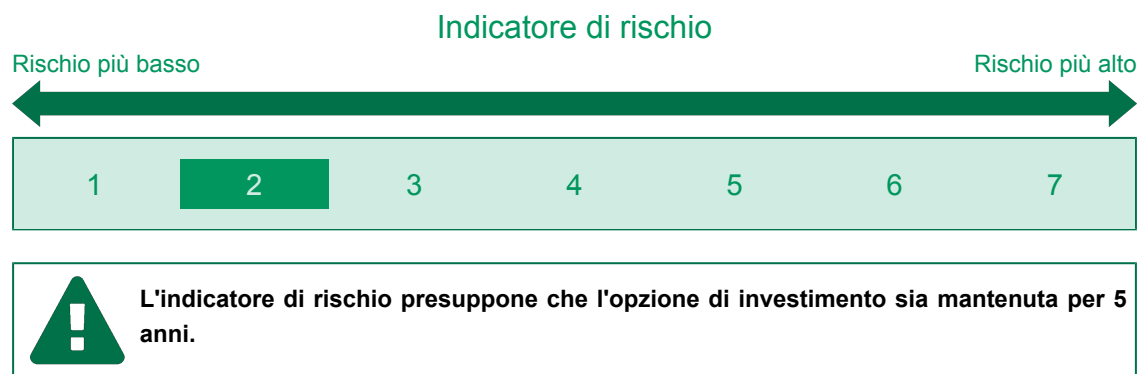 Indicatore di rischio
Rischio più basso Rischio più alto
1 2 3 4 5 6 7
L'indicatore di rischio presuppone che l'opzione di investimento sia mantenuta per 5
anni.